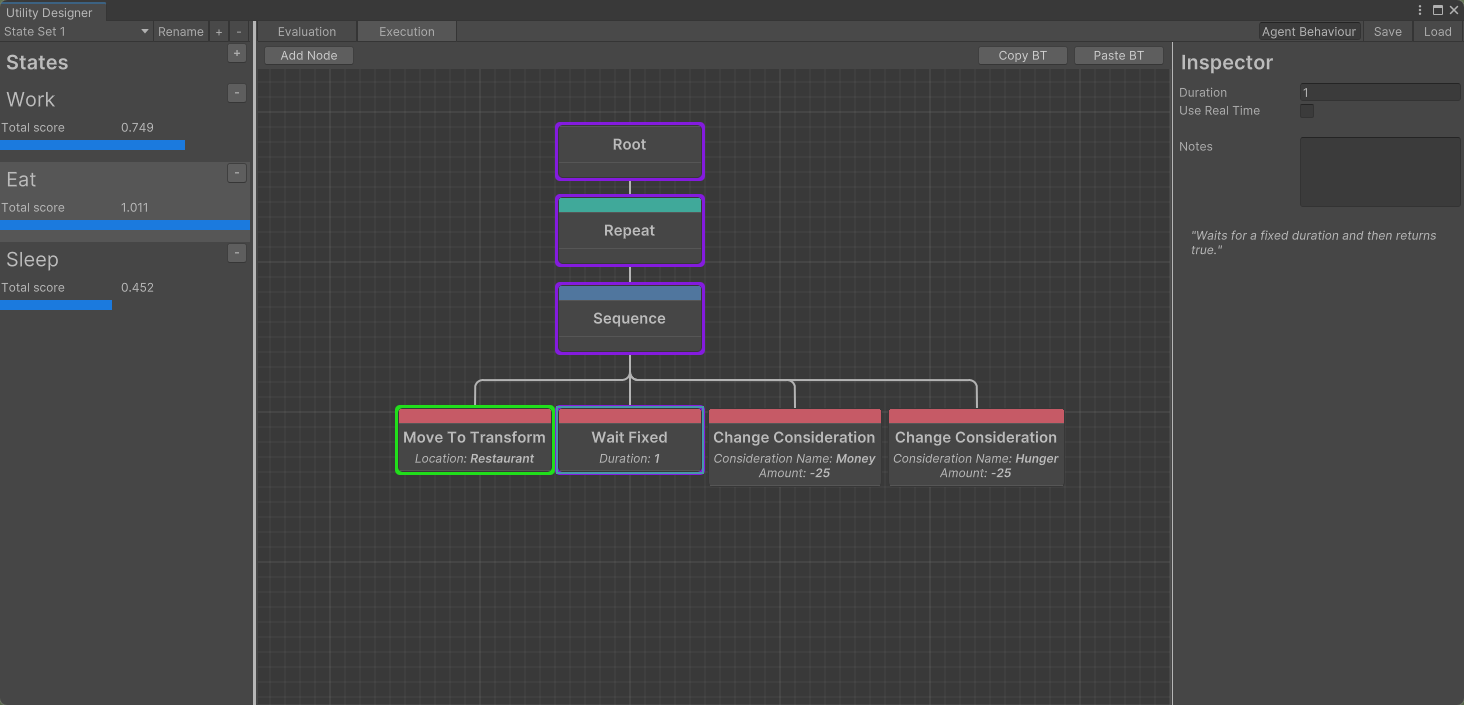 Utility Designer
State Set 1
Rename
+
-
Evaluation
Execution
Agent Behaviour
Save
Load
States
+
Work
-
Total score 0.749
Eat
-
Total score 1.011
Sleep
-
Total score 0.452
Add Node
Copy BT
Paste BT
Root
Repeat
Sequence
Move To Transform
Location: Restaurant
Wait Fixed
Duration: 1
Change Consideration
Consideration Name: Money
Amount: -25
Change Consideration
Consideration Name: Hunger
Amount: -25
Inspector
Duration 1
Use Real Time
Notes
"Waits for a fixed duration and then returns
true."